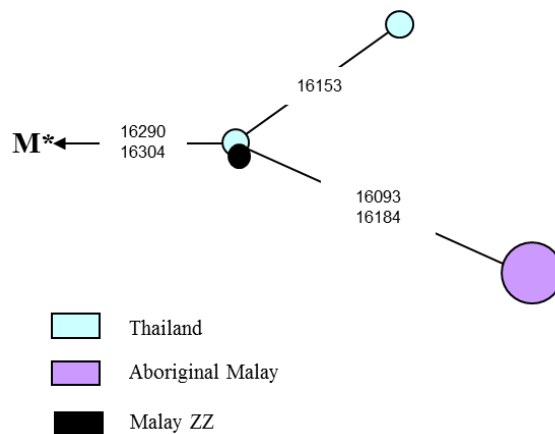 16153
M*
16290
16304
16093
16184
Thailand
Aboriginal Malay
Malay ZZ